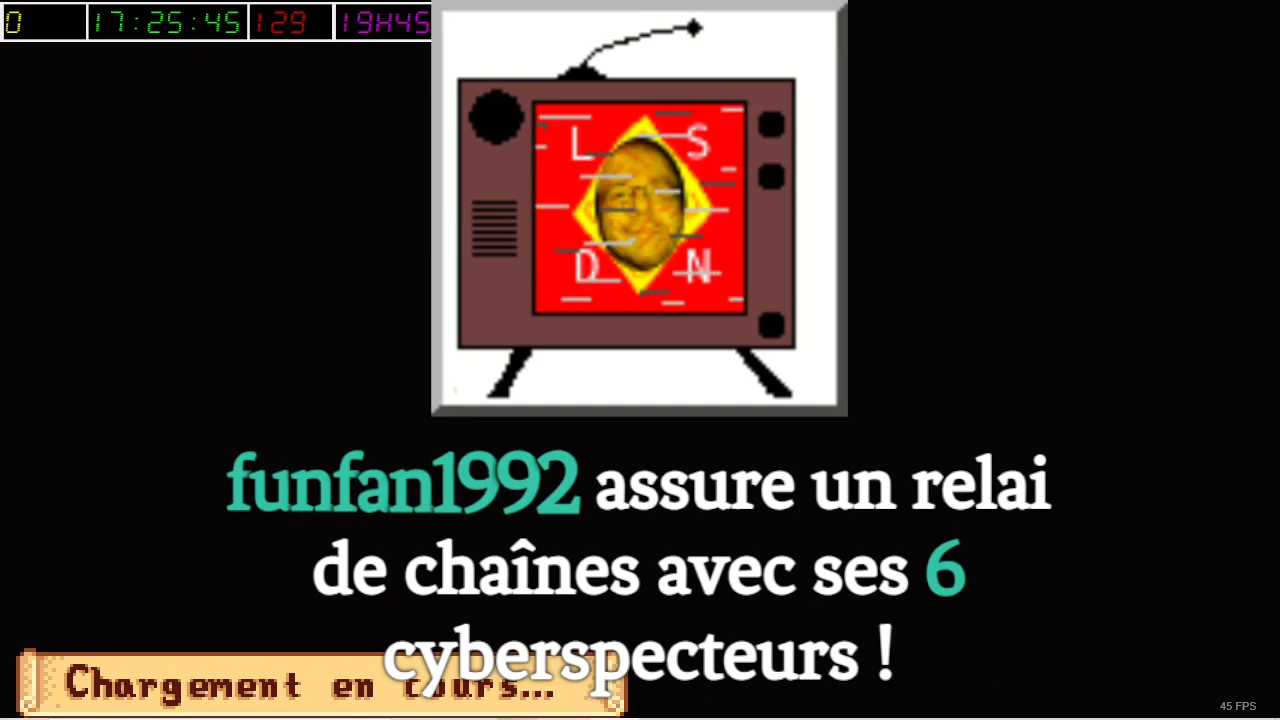 0 17:25:45 129 19H45
L S
D N
funfan1992 assure un relai
de chaînes avec ses 6
cyberspecteurs !
Chargement en cours...
45 FPS